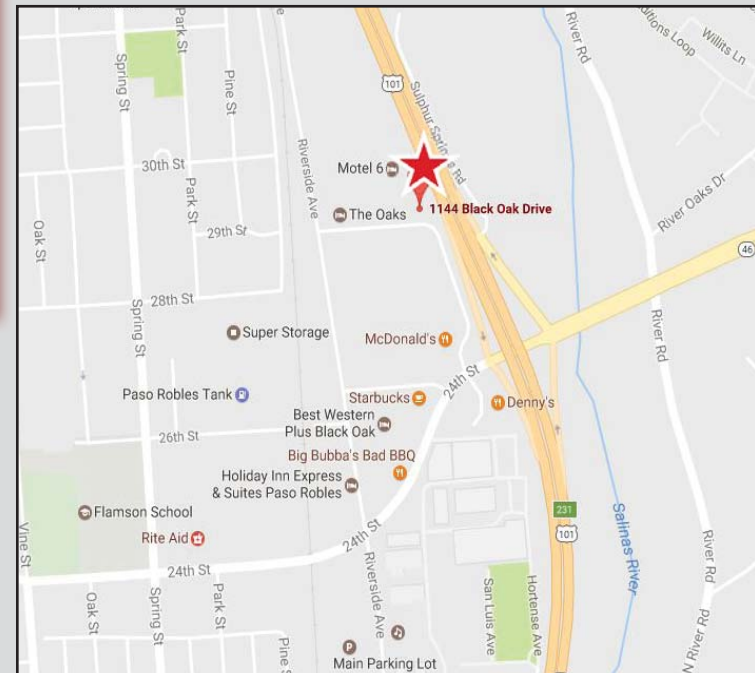 Park St
Spring St
Pine St
101
Sulphur Springs Rd
River Rd
Willits Ln
River Oaks Dr
30th St
Motel 6
Riverside Ave
The Oaks
1144 Black Oak Drive
Oak St
Park St
29th St
46
28th St
Spring St
Super Storage
McDonald's
River Rd
24th St
Paso Robles Tank
Starbucks
Denny's
Best Western
Plus Black Oak
26th St
Big Bubba's Bad BBQ
Holiday Inn Express
& Suites Paso Robles
Flamson School
231
Salinas River
101
Rite Aid
24th St
Vine St
24th St
River Rd
Oak St
Spring St
Park St
Riverside Ave
San Luis Ave
Hortense Ave
Pine S
Main Parking Lot
N River Rd